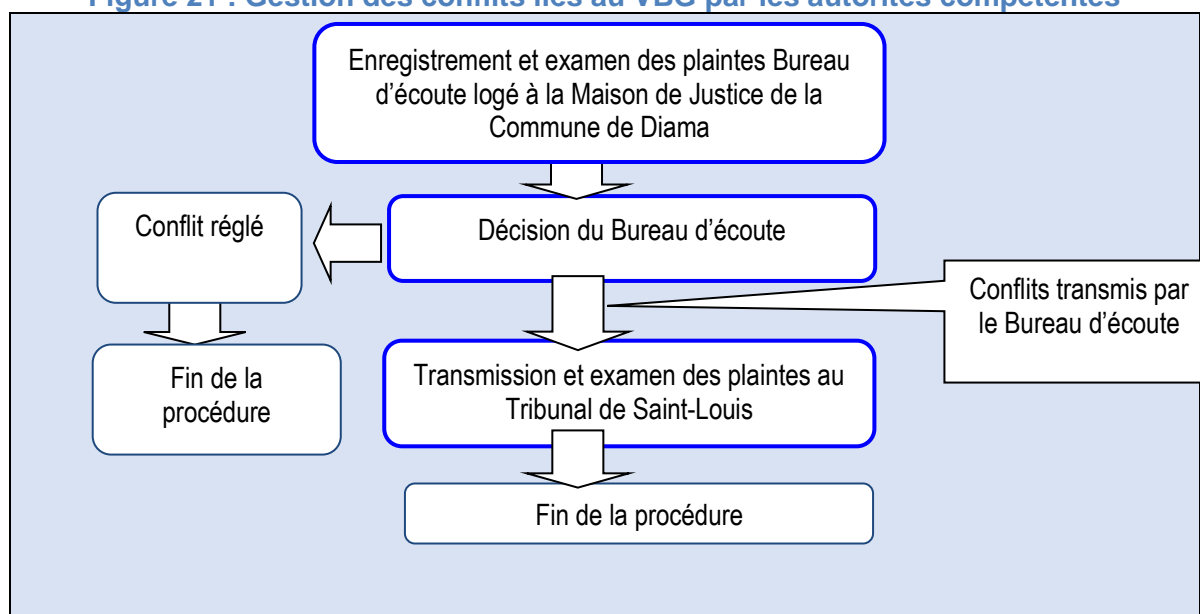 Figure 21 : Gestion des conflits liés au VBG par les autorités compétentes
Enregistrement et examen des plaintes Bureau
d'écoute logé à la Maison de Justice de la
Commune de Diama
Conflit réglé
Décision du Bureau d'écoute
Conflits transmis par
le Bureau d'écoute
Fin de la
procédure
Transmission et examen des plaintes au
Tribunal de Saint-Louis
Fin de la procédure